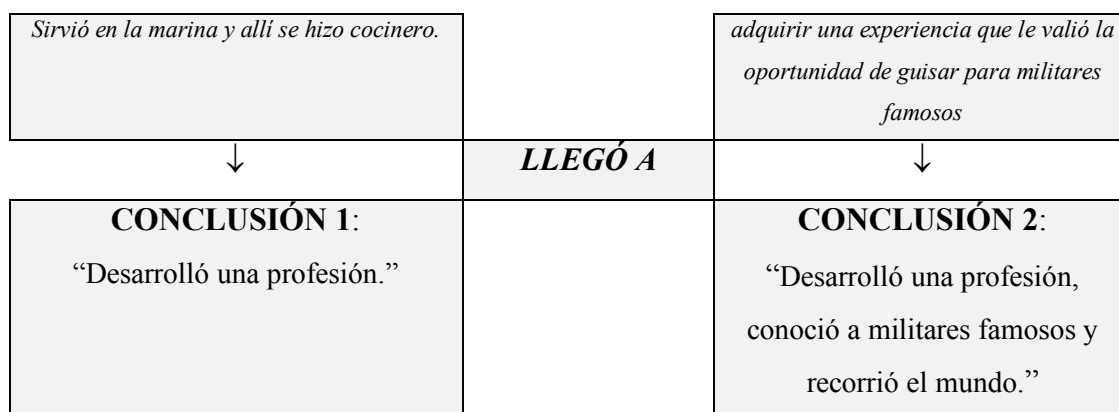 Sirvió en la marina y allí se hizo cocinero.
adquirir una experiencia que le valió la
oportunidad de guisar para militares
famosos
↓
LLEGÓ A
↓
CONCLUSIÓN 1:
“Desarrolló una profesión.”
CONCLUSIÓN 2:
“Desarrolló una profesión,
conoció a militares famosos y
recorrió el mundo.”